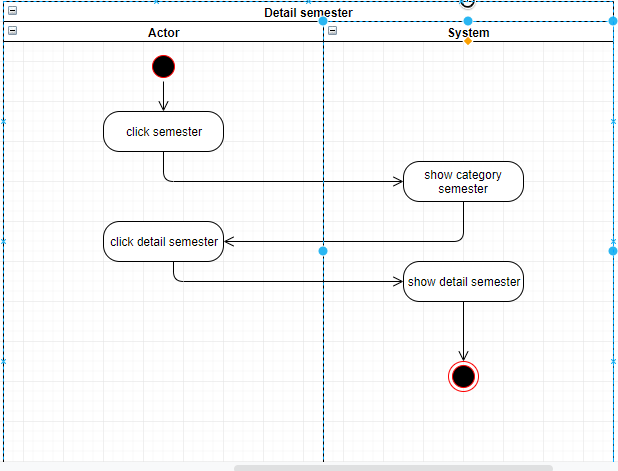 Detail semester
Actor
System
click semester
show category
semester
click detail semester
show detail semester